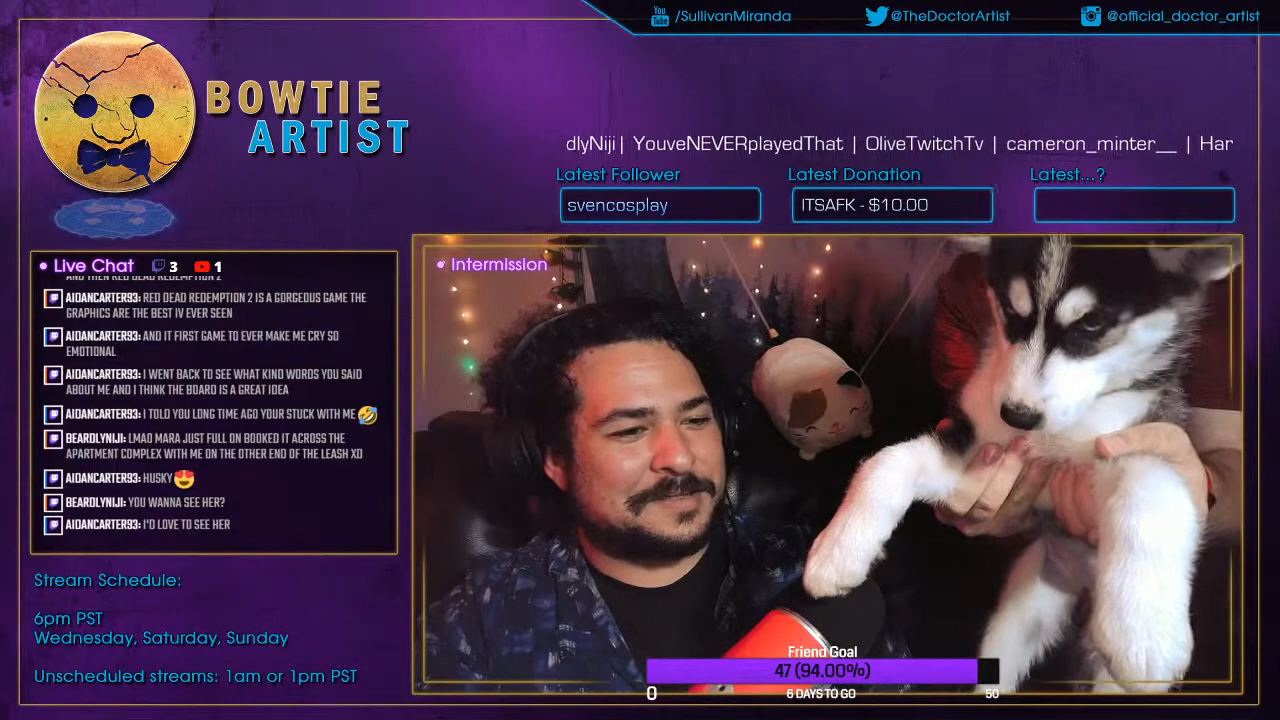 /SullivanMiranda
@TheDoctorArtist
@official_doctor_artist
BOWTIE
ARTIST
dlyNiji | YouveNEVERplayedThat | OliveTwitchTv | cameron_minter__ | Har
Latest Follower
Latest Donation
Latest...?
svencosplay
ITSAFK - $10.00
Live Chat
3
1
AND THEN RED DEAD REDEMPTION 2
AIDANCARTER93: RED DEAD REDEMPTION 2 IS A GORGEOUS GAME THE
GRAPHICS ARE THE BEST IV EVER SEEN
AIDANCARTER93: AND IT FIRST GAME TO EVER MAKE ME CRY SO
EMOTIONAL
AIDANCARTER93: I WENT BACK TO SEE WHAT KIND WORDS YOU SAID
ABOUT ME AND I THINK THE BOARD IS A GREAT IDEA
AIDANCARTER93: I TOLD YOU LONG TIME AGO YOUR STUCK WITH ME 🤣
BEARDLYNIJI: LMAO MARA JUST FULL ON BOOKED IT ACROSS THE
APARTMENT COMPLEX WITH ME ON THE OTHER END OF THE LEASH XD
AIDANCARTER93: HUSKY 😍
BEARDLYNIJI: YOU WANNA SEE HER?
AIDANCARTER93: I'D LOVE TO SEE HER
Stream Schedule:
6pm PST
Wednesday, Saturday, Sunday
Unscheduled streams: 1am or 1pm PST
Intermission
Friend Goal
47 (94.00%)
0
6 DAYS TO GO
50